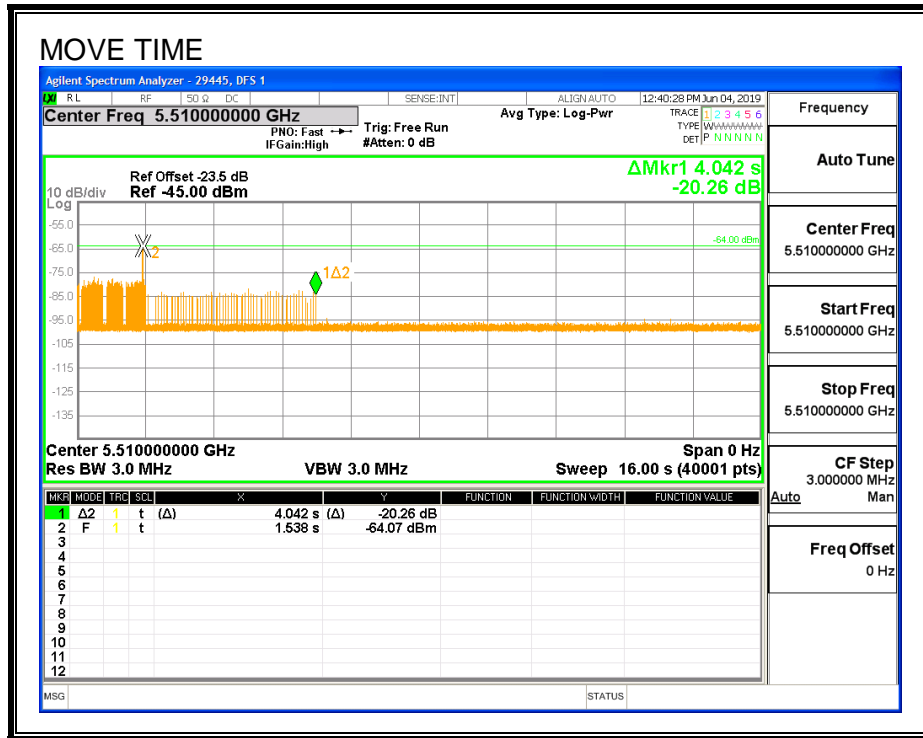 MOVE TIME
Agilent Spectrum Analyzer - 29445, DFS 1
LXI RL RF 50 Ω DC SENSE:INT ALIGN AUTO 12:40:28 PM Jun 04, 2019
Center Freq 5.510000000 GHz
PNO: Fast
IFGain:High
Trig: Free Run
#Atten: 0 dB
Avg Type: Log-Pwr
TRACE 1 2 3 4 5 6
TYPE WWWWWW
DET P N N N N N
Ref Offset -23.5 dB
10 dB/div Ref -45.00 dBm
Log
ΔMkr1 4.042 s
-20.26 dB
-55.0
-65.0
-75.0
-85.0
-95.0
-105
-115
-125
-135
-64.00 dBm
2
1Δ2
Center 5.510000000 GHz Span 0 Hz
Res BW 3.0 MHz VBW 3.0 MHz Sweep 16.00 s (40001 pts)
MKR MODE TRC SCL X Y FUNCTION FUNCTION WIDTH FUNCTION VALUE
1 Δ2 1 t (Δ) 4.042 s (Δ) -20.26 dB
2 F 1 t 1.538 s -64.07 dBm
3
4
5
6
7
8
9
10
11
12
MSG STATUS
Frequency
Auto Tune
Center Freq
5.510000000 GHz
Start Freq
5.510000000 GHz
Stop Freq
5.510000000 GHz
CF Step
3.000000 MHz
Auto Man
Freq Offset
0 Hz